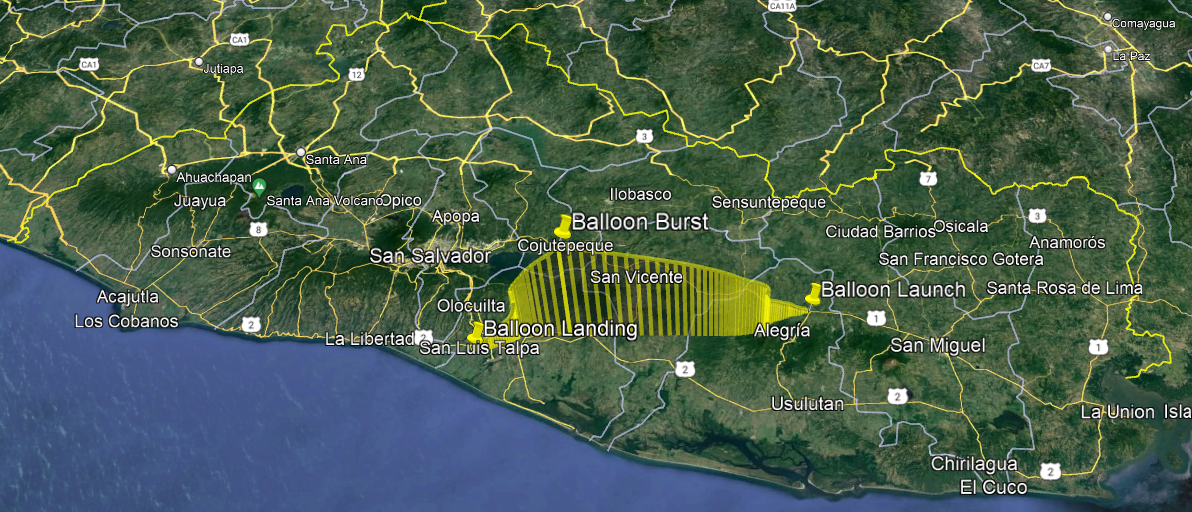 CA11A
Comayagua
CA1
La Paz
CA1
Jutiapa
CA7
12
3
Santa Ana
Ahuachapan
7
Juayua
Santa Ana Volcano
Opico
Ilobasco
Sensuntepeque
Apopa
3
Balloon Burst
8
Ciudad Barrios
Osicala
Sonsonate
Cojutepeque
Anamorós
San Salvador
San Francisco Gotera
San Vicente
Balloon Launch
Santa Rosa de Lima
Acajutla
Olocuilta
Los Cobanos
2
1
Balloon Landing
Alegría
La Libertad
2
San Luis Talpa
San Miguel
1
2
2
Usulutan
La Union
Isla
Chirilagua
2
El Cuco